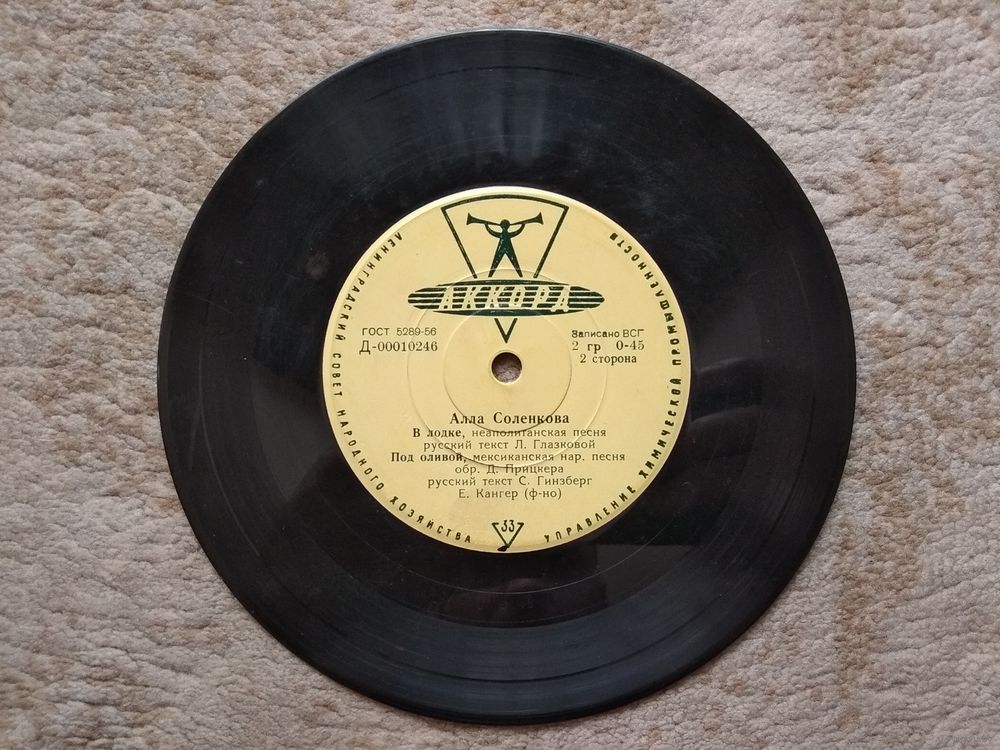 ЛЕНИНГРАДСКИЙ СОВЕТ НАРОДНОГО ХОЗЯЙСТВА
УПРАВЛЕНИЕ ХИМИЧЕСКОЙ ПРОМЫШЛЕННОСТИ
АККОРД
ГОСТ 5289-56
Д-00010246
Записано ВСГ
2 гр 0-45
2 сторона
Алла Соленкова
В лодке, неаполитанская песня
русский текст Л. Глазковой
Под оливой, мексиканская нар. песня
обр. Д. Прицкера
русский текст С. Гинзберг
Е. Кангер (ф-но)
33